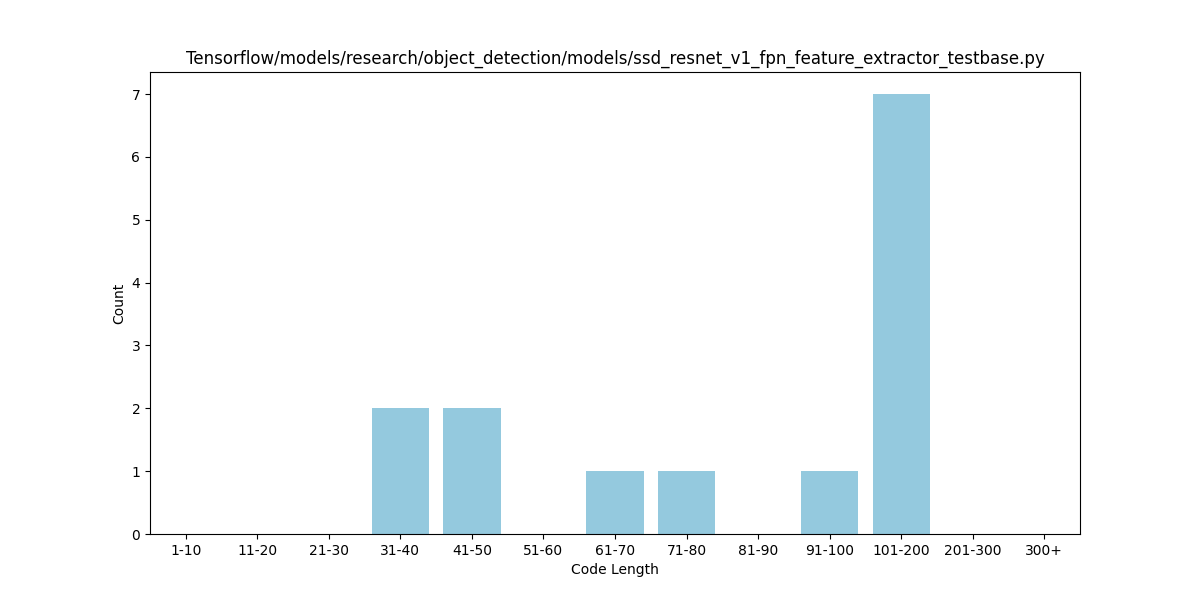 Tensorflow/models/research/object_detection/models/ssd_resnet_v1_fpn_feature_extractor_testbase.py
7
6
5
4
3
2
1
0
Count
1-10 11-20 21-30 31-40 41-50 51-60 61-70 71-80 81-90 91-100 101-200 201-300 300+
Code Length